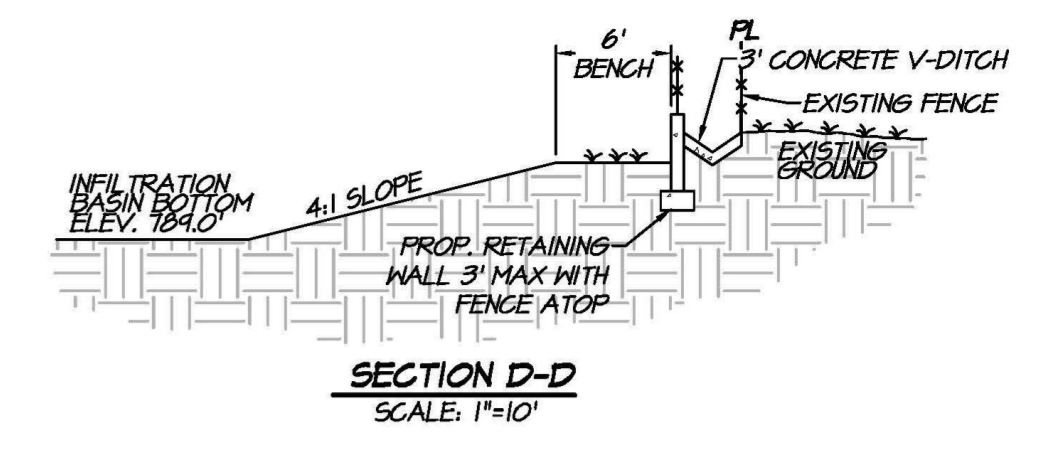 6'
BENCH
PL
3' CONCRETE V-DITCH
EXISTING FENCE
EXISTING
GROUND
INFILTRATION
BASIN BOTTOM
ELEV. 789.0'
4:1 SLOPE
PROP. RETAINING
WALL 3' MAX WITH
FENCE ATOP
SECTION D-D
SCALE: 1"=10'